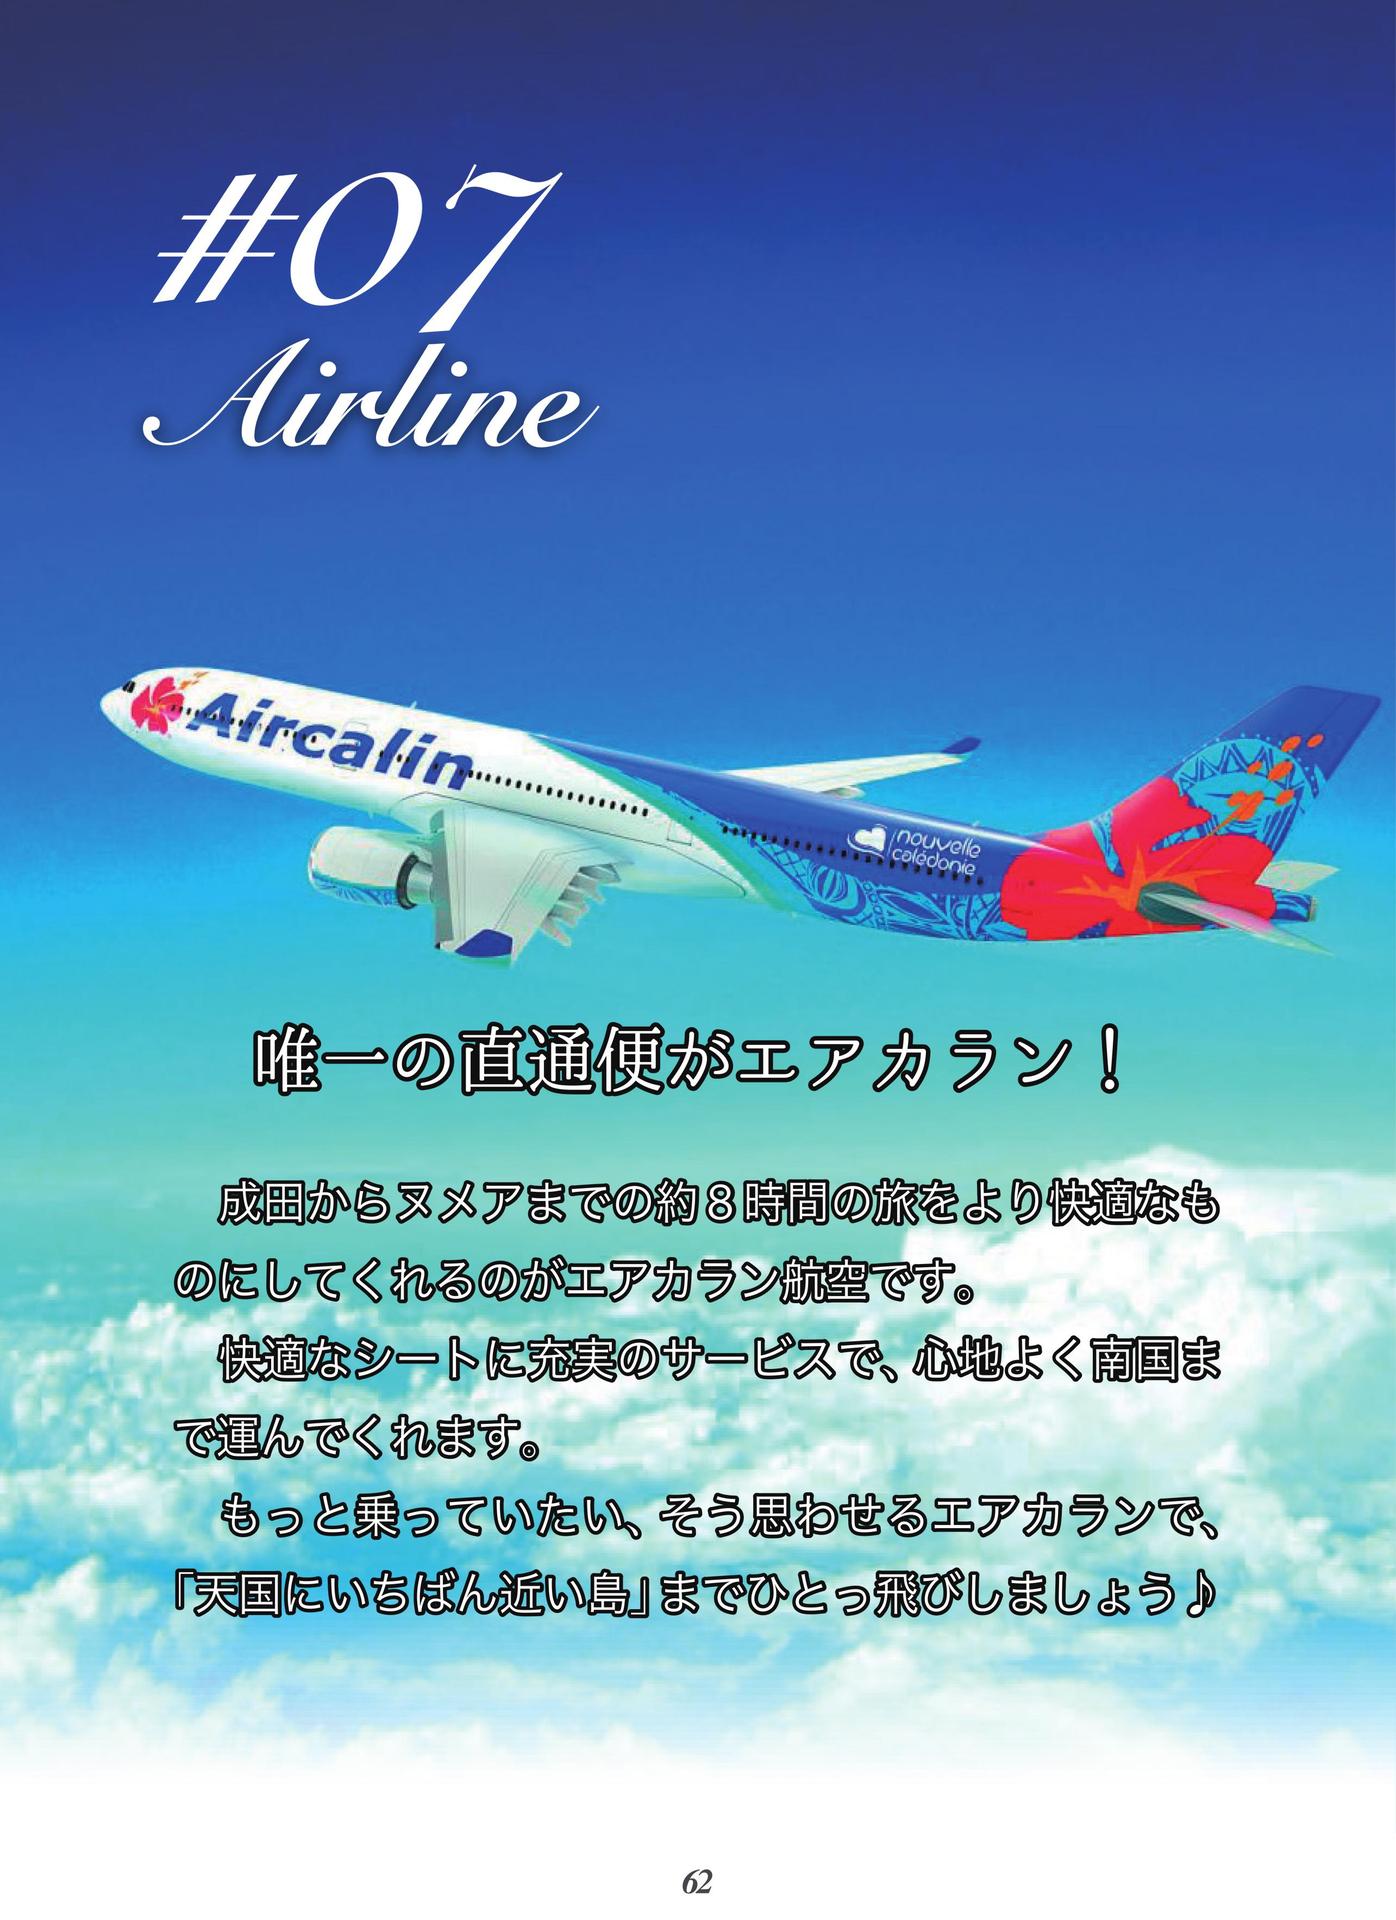 #07
Airline
Aircalin
nouvelle
calédonie
唯一の直通便がエアカラン！
成田からヌメアまでの約８時間の旅をより快適なも
のにしてくれるのがエアカラン航空です。
快適なシートに充実のサービスで、心地よく南国ま
で運んでくれます。
もっと乗っていたい、そう思わせるエアカランで、
「天国にいちばん近い島」までひとっ飛びしましょう♪
62